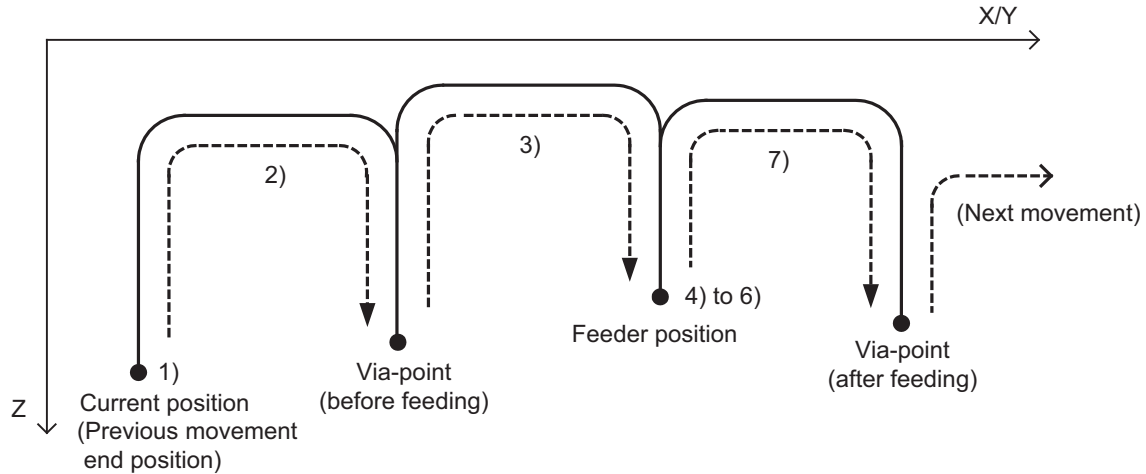 X/Y
3)
2)
7)
(Next movement)
4) to 6)
Feeder position
1)
Via-point
(before feeding)
Via-point
(after feeding)
Z
Current position
(Previous movement
end position)